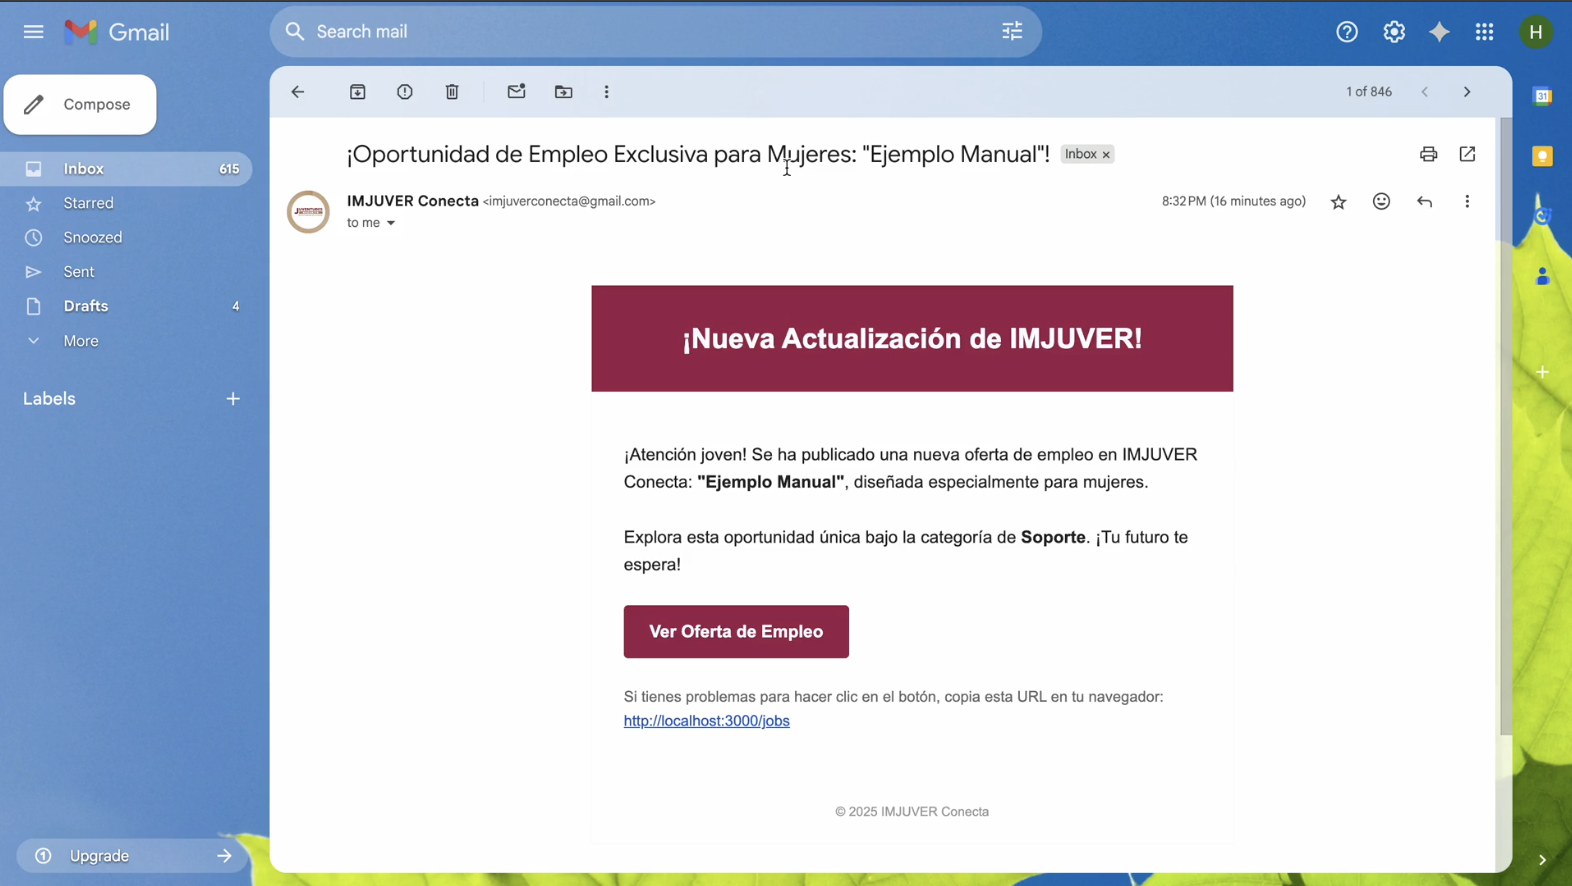 Gmail
Search mail
H
Compose
1 of 846
Inbox 615
Starred
Snoozed
Sent
Drafts 4
More
Labels
Upgrade
¡Oportunidad de Empleo Exclusiva para Mujeres: "Ejemplo Manual"! Inbox x
IMJUVER Conecta <imjuverconecta@gmail.com>
8:32 PM (16 minutes ago)
to me
¡Nueva Actualización de IMJUVER!
¡Atención joven! Se ha publicado una nueva oferta de empleo en IMJUVER
Conecta: "Ejemplo Manual", diseñada especialmente para mujeres.
Explora esta oportunidad única bajo la categoría de Soporte. ¡Tu futuro te
espera!
Ver Oferta de Empleo
Si tienes problemas para hacer clic en el botón, copia esta URL en tu navegador:
http://localhost:3000/jobs
© 2025 IMJUVER Conecta
31